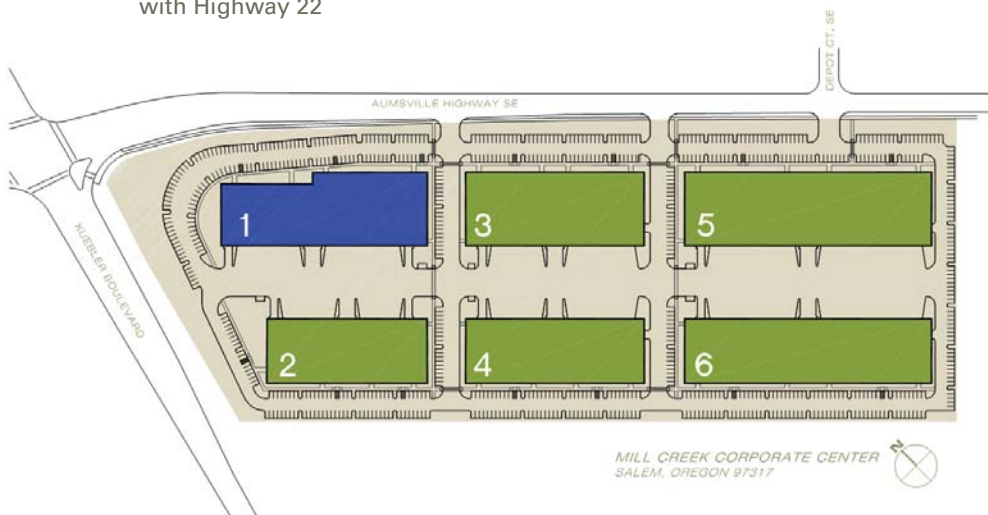 with Highway 22
DEPOT CT. SE
AUMSVILLE HIGHWAY SE
KUEBLER BOULEVARD
1
3
5
2
4
6
MILL CREEK CORPORATE CENTER
SALEM, OREGON 97317
N